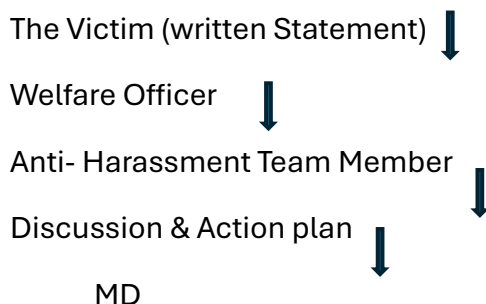 The Victim (written Statement)
Welfare Officer
Anti- Harassment Team Member
Discussion & Action plan
MD